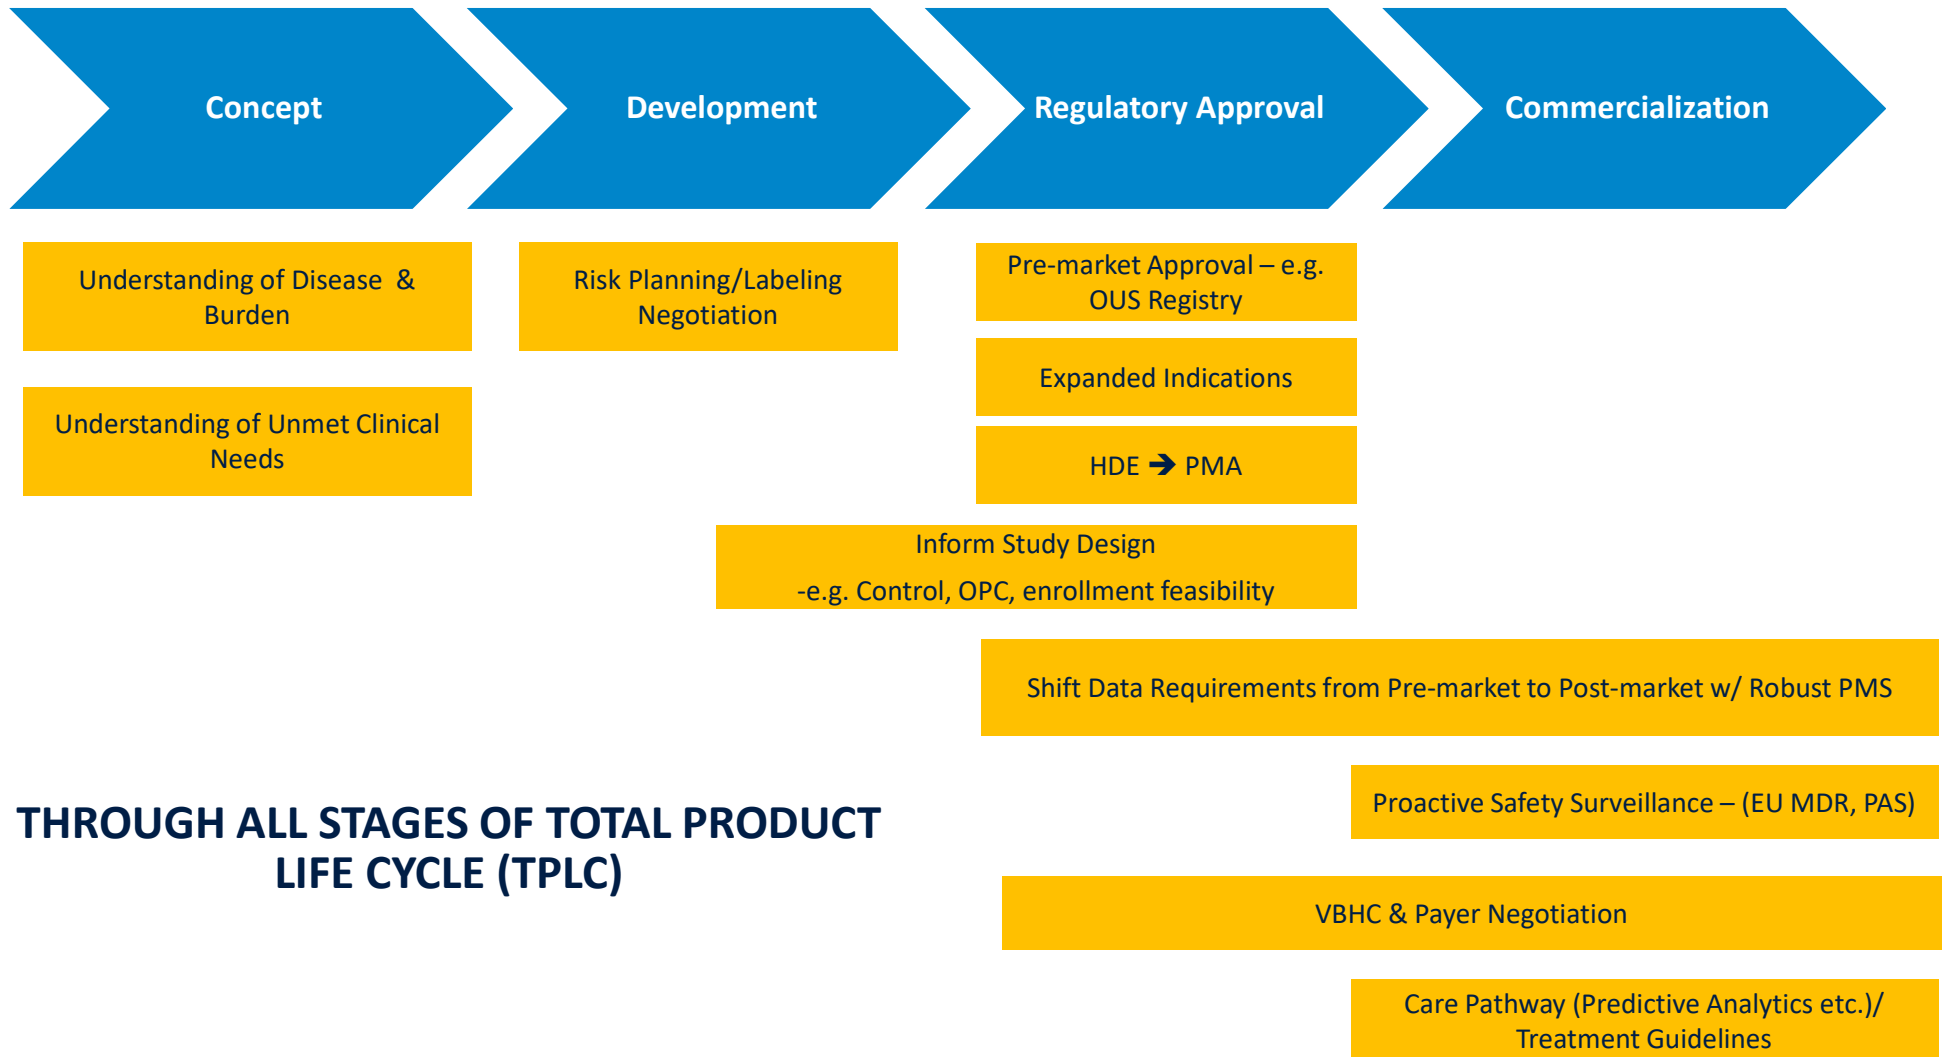 Concept
Development
Regulatory Approval
Commercialization
Understanding of Disease &
Burden
Understanding of Unmet Clinical
Needs
Risk Planning/Labeling
Negotiation
Pre-market Approval – e.g.
OUS Registry
Expanded Indications
HDE ➔ PMA
Inform Study Design
-e.g. Control, OPC, enrollment feasibility
Shift Data Requirements from Pre-market to Post-market w/ Robust PMS
Proactive Safety Surveillance – (EU MDR, PAS)
VBHC & Payer Negotiation
Care Pathway (Predictive Analytics etc.)/
Treatment Guidelines
THROUGH ALL STAGES OF TOTAL PRODUCT
LIFE CYCLE (TPLC)